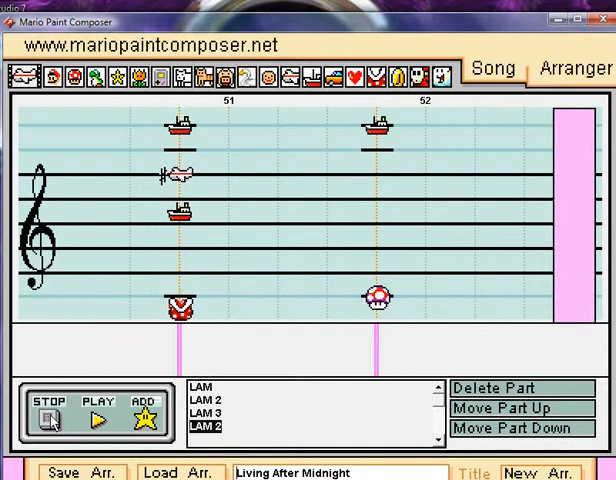 tudio 7
Mario Paint Composer
www.mariopaintcomposer.net
Song
Arranger
51
52
STOP
PLAY
ADD
LAM
LAM 2
LAM 3
LAM 2
Delete Part
Move Part Up
Move Part Down
Save Arr.
Load Arr.
Living After Midnight
Title
New Arr.